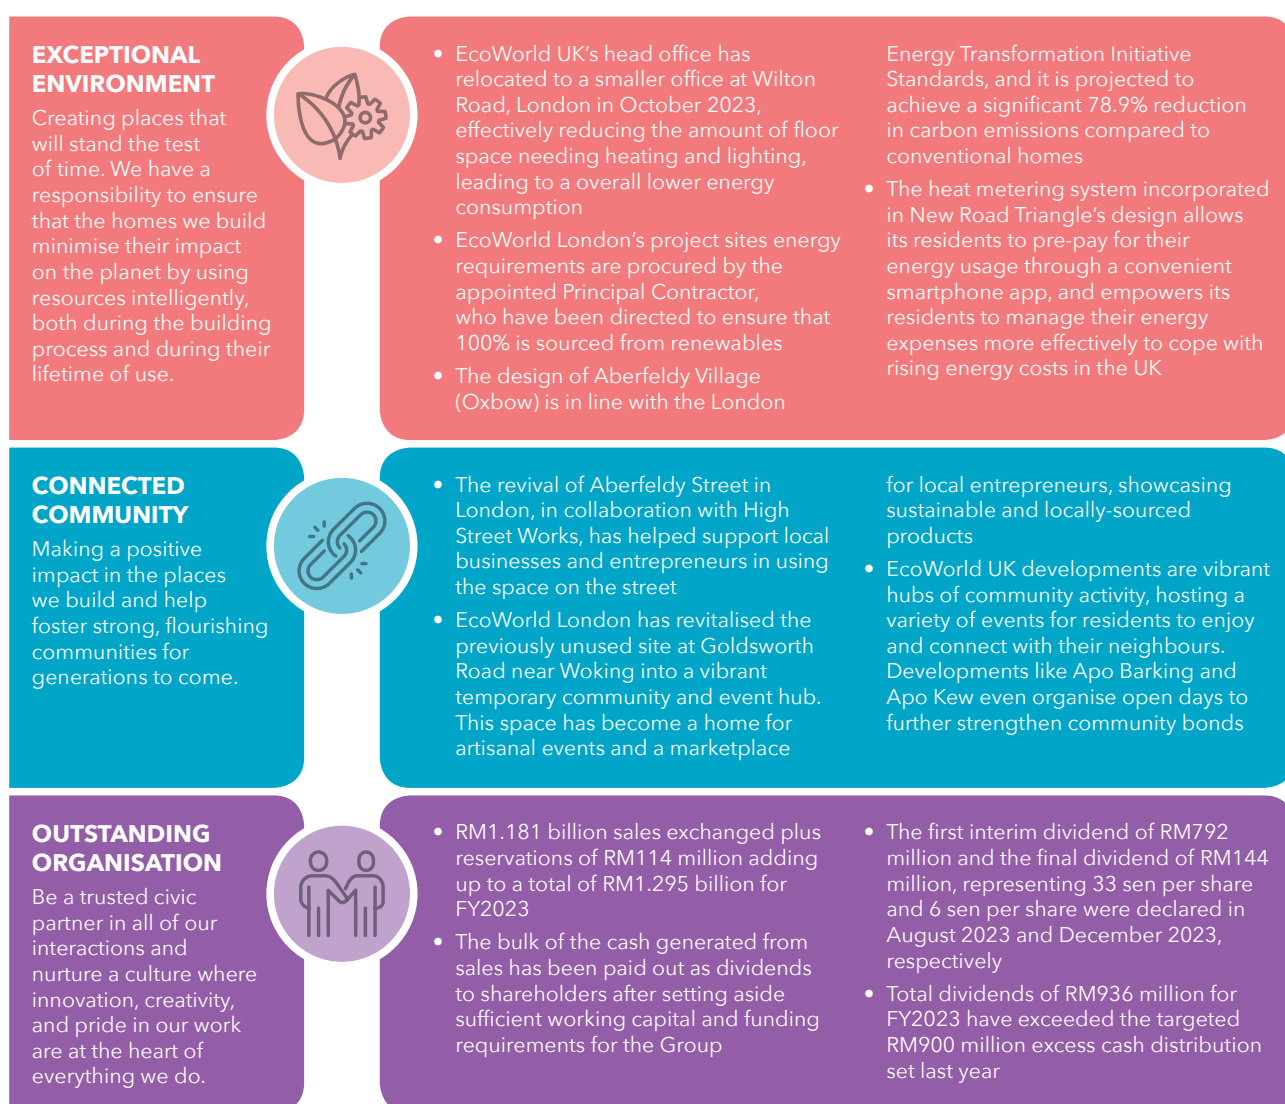 EXCEPTIONAL
ENVIRONMENT
Creating places that
will stand the test
of time. We have a
responsibility to ensure
that the homes we build
minimise their impact
on the planet by using
resources intelligently,
both during the building
process and during their
lifetime of use.
• EcoWorld UK's head office has
relocated to a smaller office at Wilton
Road, London in October 2023,
effectively reducing the amount of floor
space needing heating and lighting,
leading to a overall lower energy
consumption
• EcoWorld London's project sites energy
requirements are procured by the
appointed Principal Contractor,
who have been directed to ensure that
100% is sourced from renewables
• The design of Aberfeldy Village
(Oxbow) is in line with the London
Energy Transformation Initiative
Standards, and it is projected to
achieve a significant 78.9% reduction
in carbon emissions compared to
conventional homes
• The heat metering system incorporated
in New Road Triangle's design allows
its residents to pre-pay for their
energy usage through a convenient
smartphone app, and empowers its
residents to manage their energy
expenses more effectively to cope with
rising energy costs in the UK
CONNECTED
COMMUNITY
Making a positive
impact in the places
we build and help
foster strong, flourishing
communities for
generations to come.
• The revival of Aberfeldy Street in
London, in collaboration with High
Street Works, has helped support local
businesses and entrepreneurs in using
the space on the street
• EcoWorld London has revitalised the
previously unused site at Goldsworth
Road near Woking into a vibrant
temporary community and event hub.
This space has become a home for
artisanal events and a marketplace
for local entrepreneurs, showcasing
sustainable and locally-sourced
products
• EcoWorld UK developments are vibrant
hubs of community activity, hosting a
variety of events for residents to enjoy
and connect with their neighbours.
Developments like Apo Barking and
Apo Kew even organise open days to
further strengthen community bonds
OUTSTANDING
ORGANISATION
Be a trusted civic
partner in all of our
interactions and
nurture a culture where
innovation, creativity,
and pride in our work
are at the heart of
everything we do.
• RM1.181 billion sales exchanged plus
reservations of RM114 million adding
up to a total of RM1.295 billion for
FY2023
• The bulk of the cash generated from
sales has been paid out as dividends
to shareholders after setting aside
sufficient working capital and funding
requirements for the Group
• The first interim dividend of RM792
million and the final dividend of RM144
million, representing 33 sen per share
and 6 sen per share were declared in
August 2023 and December 2023,
respectively
• Total dividends of RM936 million for
FY2023 have exceeded the targeted
RM900 million excess cash distribution
set last year